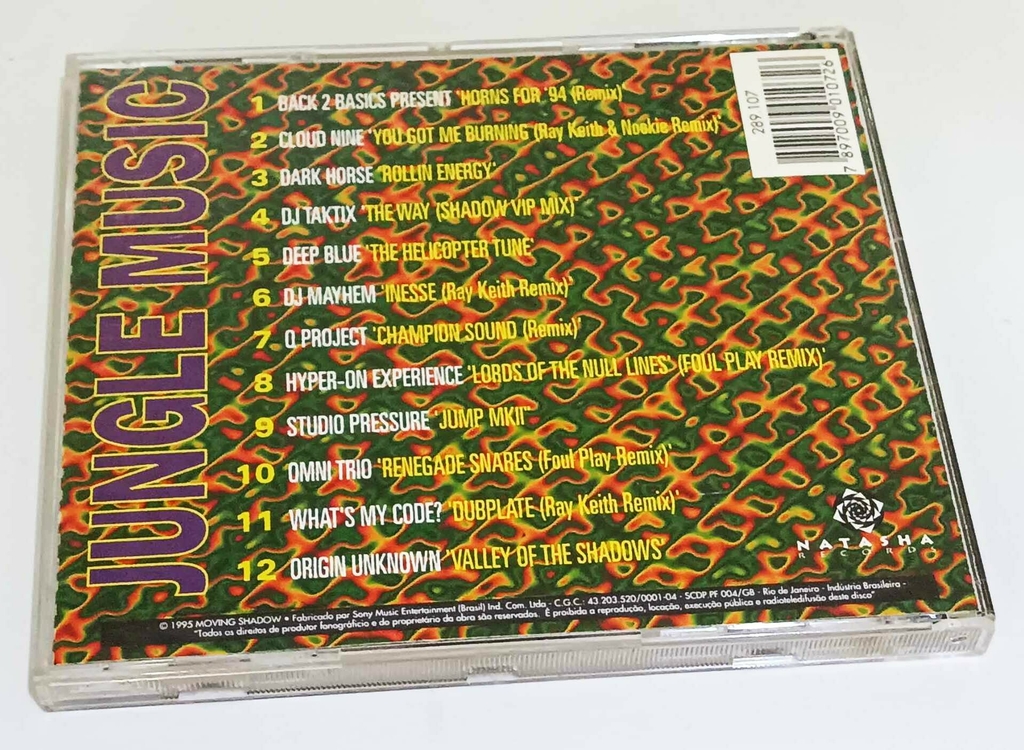 JUNGLE MUSIC
1 BACK 2 BASICS PRESENT 'HORNS FOR '94 (Remix)'
2 CLOUD NINE 'YOU GOT ME BURNING (Ray Keith & Nookie Remix)'
3 DARK HORSE 'ROLLIN ENERGY'
4 DJ TAKTIX 'THE WAY (SHADOW VIP MIX)'
5 DEEP BLUE 'THE HELICOPTER TUNE'
6 DJ MAYHEM 'INESSE (Ray Keith Remix)'
7 Q PROJECT 'CHAMPION SOUND (Remix)'
8 HYPER-ON EXPERIENCE 'LORDS OF THE NULL LINES' (FOUL PLAY REMIX)'
9 STUDIO PRESSURE 'JUMP MKII'
10 OMNI TRIO 'RENEGADE SNARES (Foul Play Remix)'
11 WHAT'S MY CODE? 'DUBPLATE (Ray Keith Remix)'
12 ORIGIN UNKNOWN 'VALLEY OF THE SHADOWS'
289.107
7 897009 010726
NATASHA
RECORDS
© 1995 MOVING SHADOW • Fabricado por Sony Music Entertainment (Brasil) Ind. Com. Ltda - C.G.C.: 43.203.520/0001-04 - SCDP PF 004/GB - Rio de Janeiro - Indústria Brasileira -
"Todos os direitos de produtor fonográfico e do proprietário da obra são reservados. É proibida a reprodução, locação, execução pública e radioteledifusão deste disco"